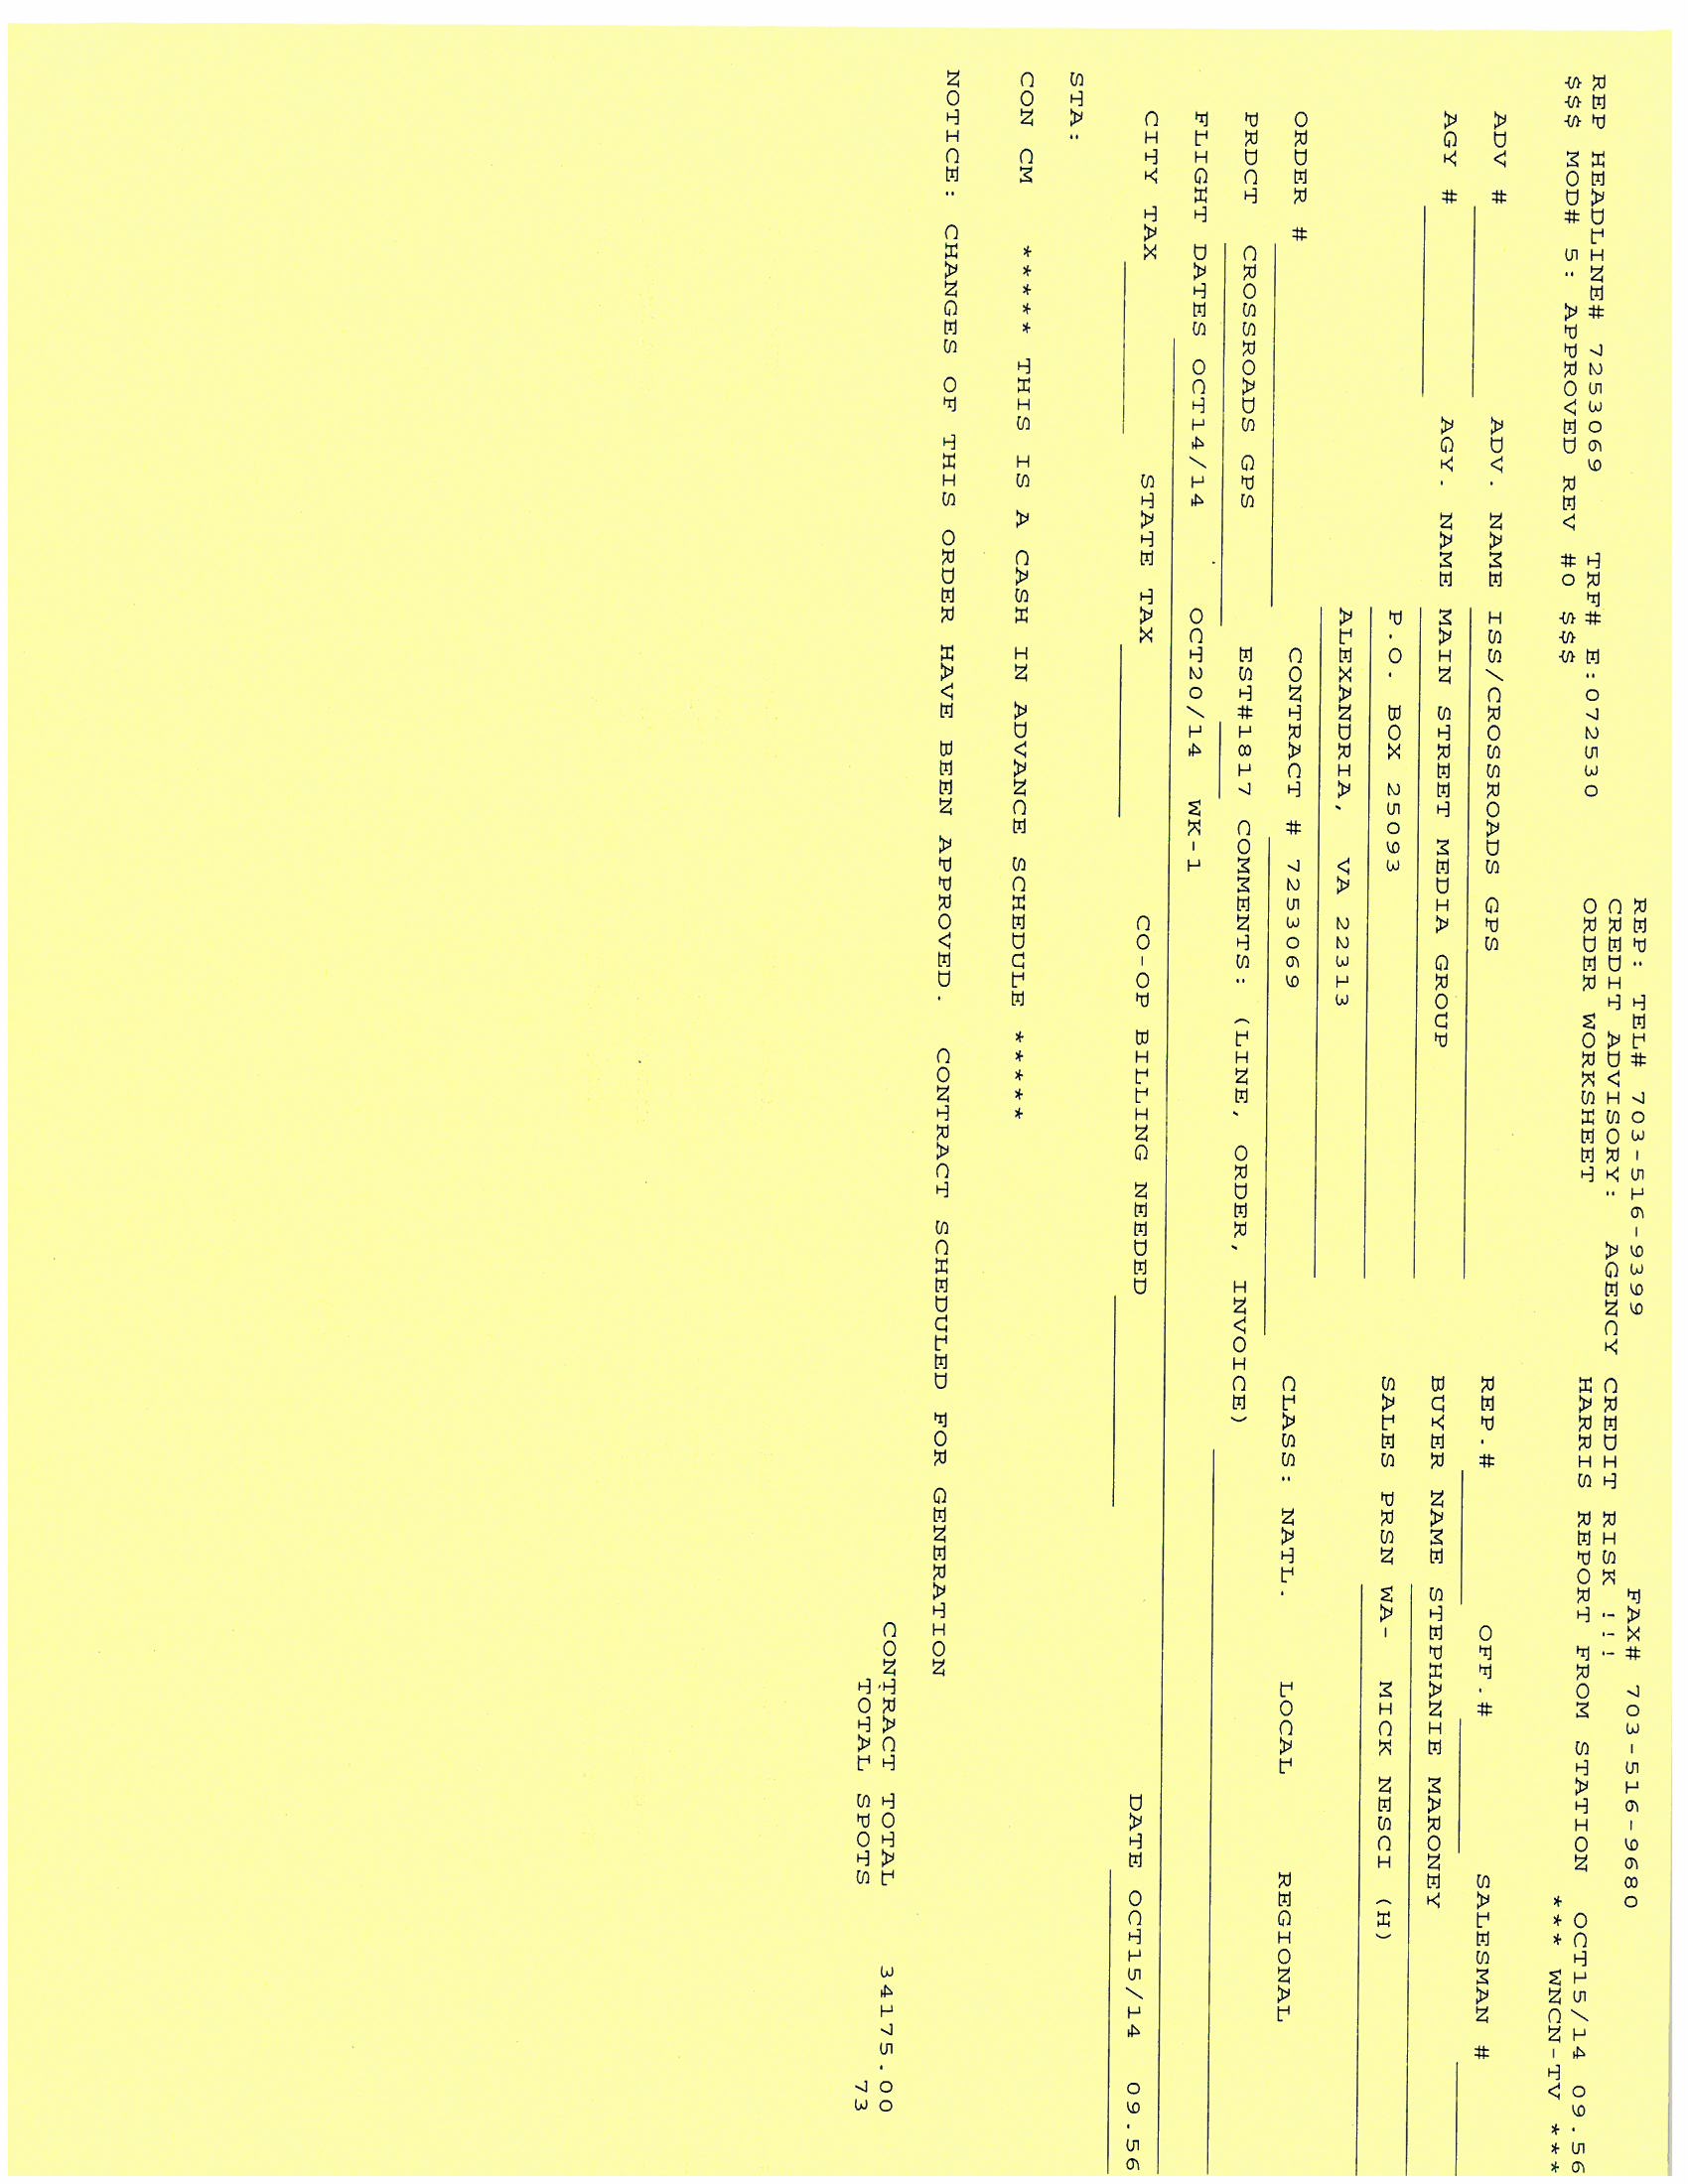 REP: TEL# 703-516-9399 FAX# 703-516-9680
CREDIT ADVISORY: AGENCY CREDIT RISK !!!
REP HEADLINE# 7253069 TRF# E:072530 ORDER WORKSHEET HARRIS REPORT FROM STATION OCT15/14 09.56
$$$ MOD# 5: APPROVED REV #0 $$$ *** WNCN-TV ***
ADV # ADV. NAME ISS/CROSSROADS GPS REP.# OFF.# SALESMAN #
AGY # AGY. NAME MAIN STREET MEDIA GROUP BUYER NAME STEPHANIE MARONEY
P.O. BOX 25093 SALES PRSN WA- MICK NESCI (H)
ALEXANDRIA, VA 22313
ORDER # CONTRACT # 7253069 CLASS: NATL. LOCAL REGIONAL
PRDCT CROSSROADS GPS EST#1817 COMMENTS: (LINE, ORDER, INVOICE)
FLIGHT DATES OCT14/14 OCT20/14 WK-1
CITY TAX STATE TAX CO-OP BILLING NEEDED DATE OCT15/14 09.56
STA:
CON CM ***** THIS IS A CASH IN ADVANCE SCHEDULE *****
NOTICE: CHANGES OF THIS ORDER HAVE BEEN APPROVED. CONTRACT SCHEDULED FOR GENERATION
CONTRACT TOTAL 34175.00
TOTAL SPOTS 73